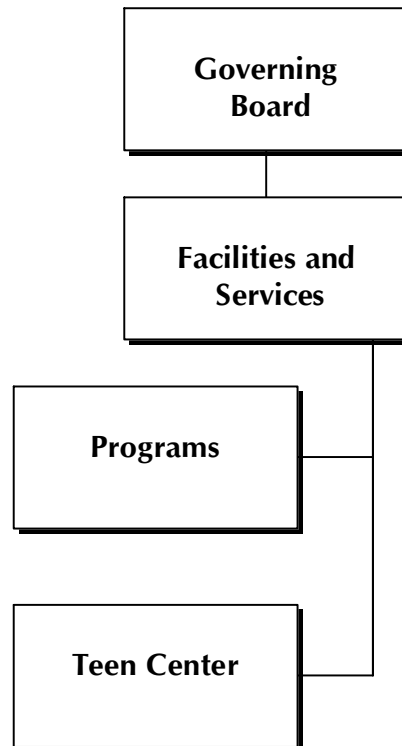 Governing
Board
Facilities and
Services
Programs
Teen Center